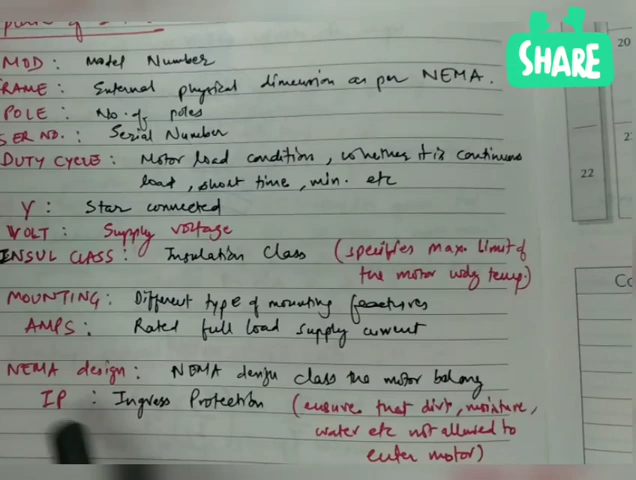 MOD: Model Number
FRAME: External physical dimension as per NEMA.
POLE: No. of poles
SER NO.: Serial Number
DUTY CYCLE: Motor load condition, whether it is continuous
load, short time, min. etc
Y: Star connected
VOLT: Supply voltage
INSUL CLASS: Insulation Class (specifies max. limit of
the motor wdg temp)
MOUNTING: Different type of mounting features
AMPS: Rated full load supply current
NEMA design: NEMA design class the motor belong
IP: Ingress Protection (ensure that dirt, moisture,
water etc not allowed to
enter motor)
SHARE
20
22